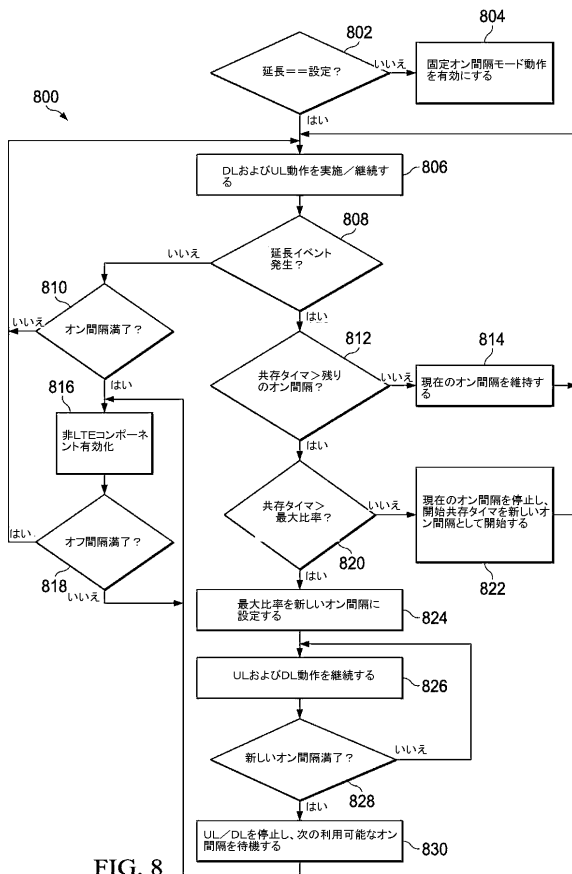 800
802
延長==設定？
いいえ
804
固定オン間隔モード動作
を有効にする
はい
DLおよびUL動作を実施／継続す
る
806
808
延長イベント
発生？
いいえ
はい
810
オン間隔満了？
いいえ
はい
812
共存タイマ＞残り
のオン間隔？
いいえ
814
現在のオン間隔を維持す
る
はい
816
非LTEコンポーネ
ント有効化
共存タイマ＞
最大比率？
820
いいえ
現在のオン間隔を停止し、
開始共存タイマを新しいオ
ン間隔として開始する
822
はい
はい
オフ間隔満了？
818
いいえ
最大比率を新しいオン間隔に
設定する
824
ULおよびDL動作を継続する
826
新しいオン間隔満了？
いいえ
828
はい
UL／DLを停止し、次の利用可能なオン
間隔を待機する
830
FIG. 8